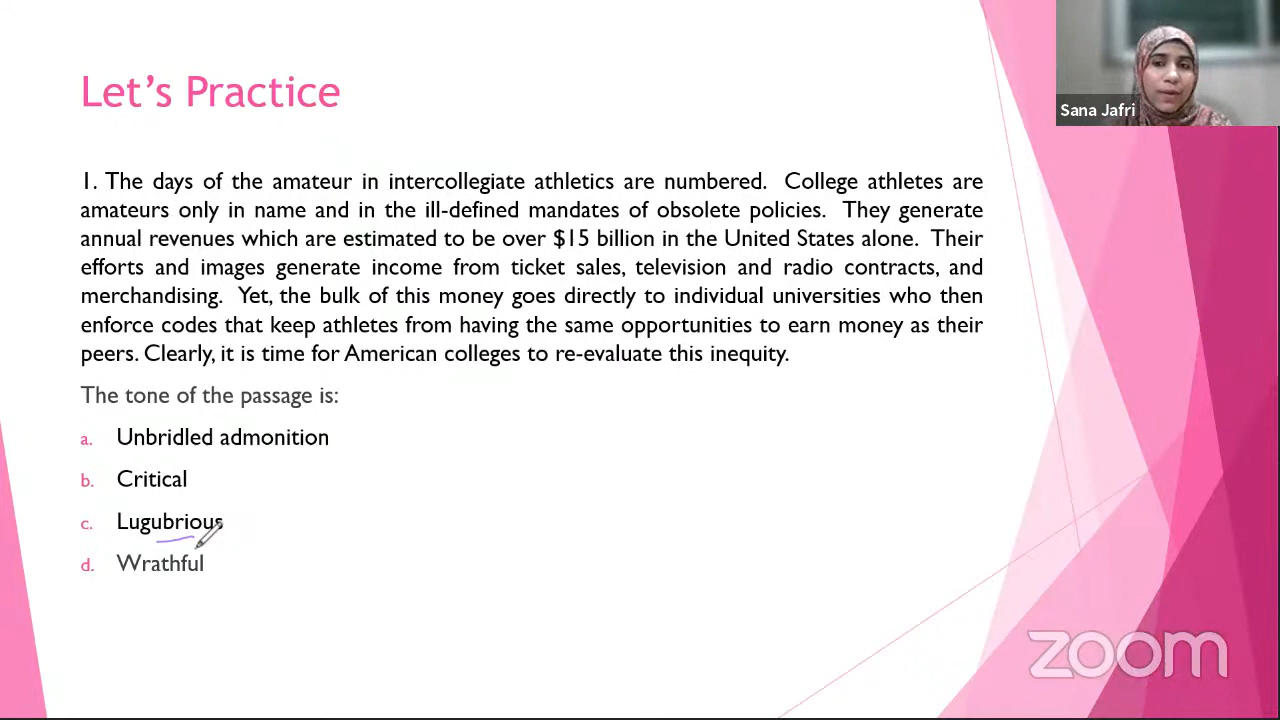 Let's Practice
Sana Jafri
1. The days of the amateur in intercollegiate athletics are numbered. College athletes are
amateurs only in name and in the ill-defined mandates of obsolete policies. They generate
annual revenues which are estimated to be over $15 billion in the United States alone. Their
efforts and images generate income from ticket sales, television and radio contracts, and
merchandising. Yet, the bulk of this money goes directly to individual universities who then
enforce codes that keep athletes from having the same opportunities to earn money as their
peers. Clearly, it is time for American colleges to re-evaluate this inequity.
The tone of the passage is:
a. Unbridled admonition
b. Critical
c. Lugubrious
d. Wrathful
zoom